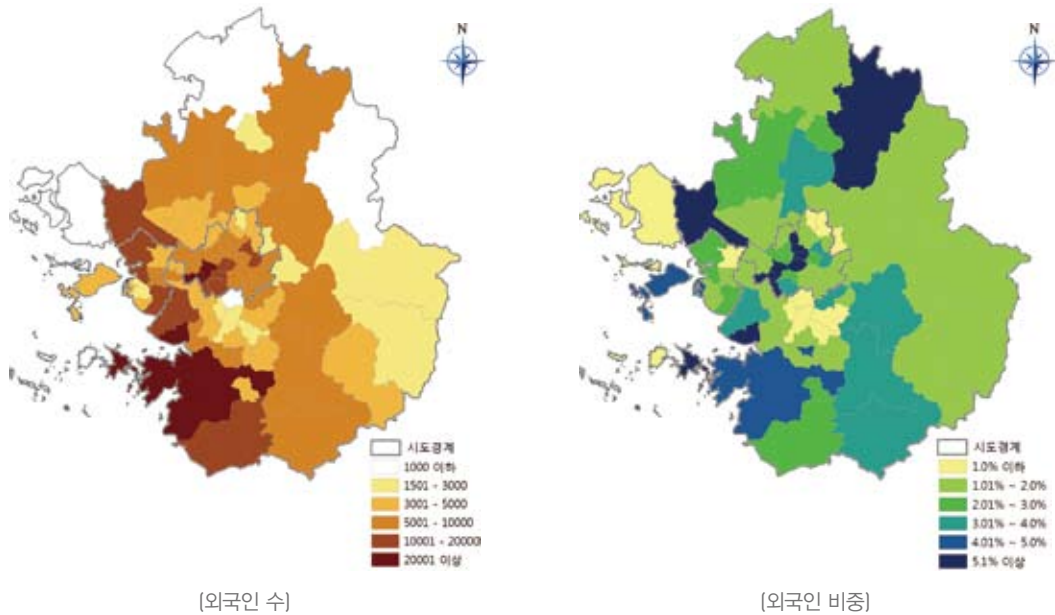 N
시도경계
1000 이하
1501 - 3000
3001 - 5000
5001 - 10000
10001 - 20000
20001 이상
(외국인 수)
N
시도경계
1.0% 이하
1.01% ~ 2.0%
2.01% ~ 3.0%
3.01% ~ 4.0%
4.01% ~ 5.0%
5.1% 이상
(외국인 비중)